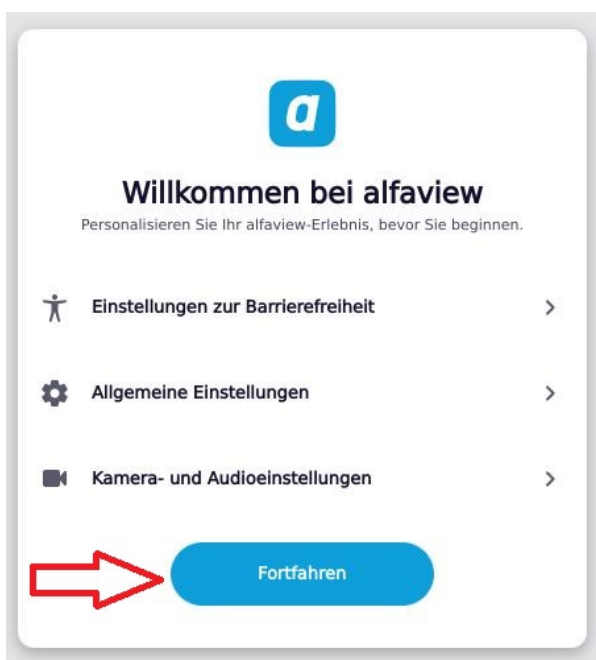 a
Willkommen bei alfaview
Personalisieren Sie Ihr alfaview-Erlebnis, bevor Sie beginnen.
Einstellungen zur Barrierefreiheit
Allgemeine Einstellungen
Kamera- und Audioeinstellungen
Fortfahren